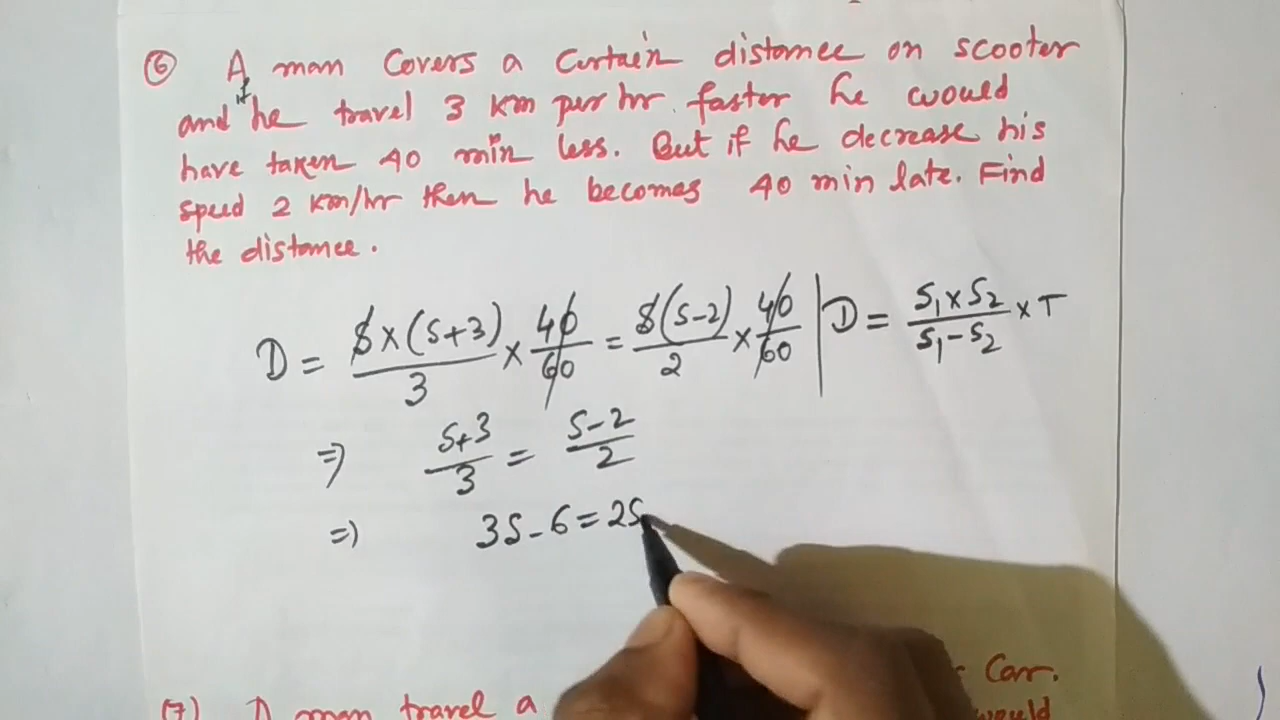 ⑥ A man Covers a Curtain distance on scooter
and if he travel 3 Km per hr. faster he would
have taken 40 min less. But if he decrease his
speed 2 Km/hr then he becomes 40 min late. Find
the distance.
D = S×(S+3)/3 × 40/60 = S(S-2)/2 × 40/60 | D = S₁×S₂/S₁-S₂ × T
⇒ S+3/3 = S-2/2
⇒ 3S-6=2S
Car.
(7) A man travel a would